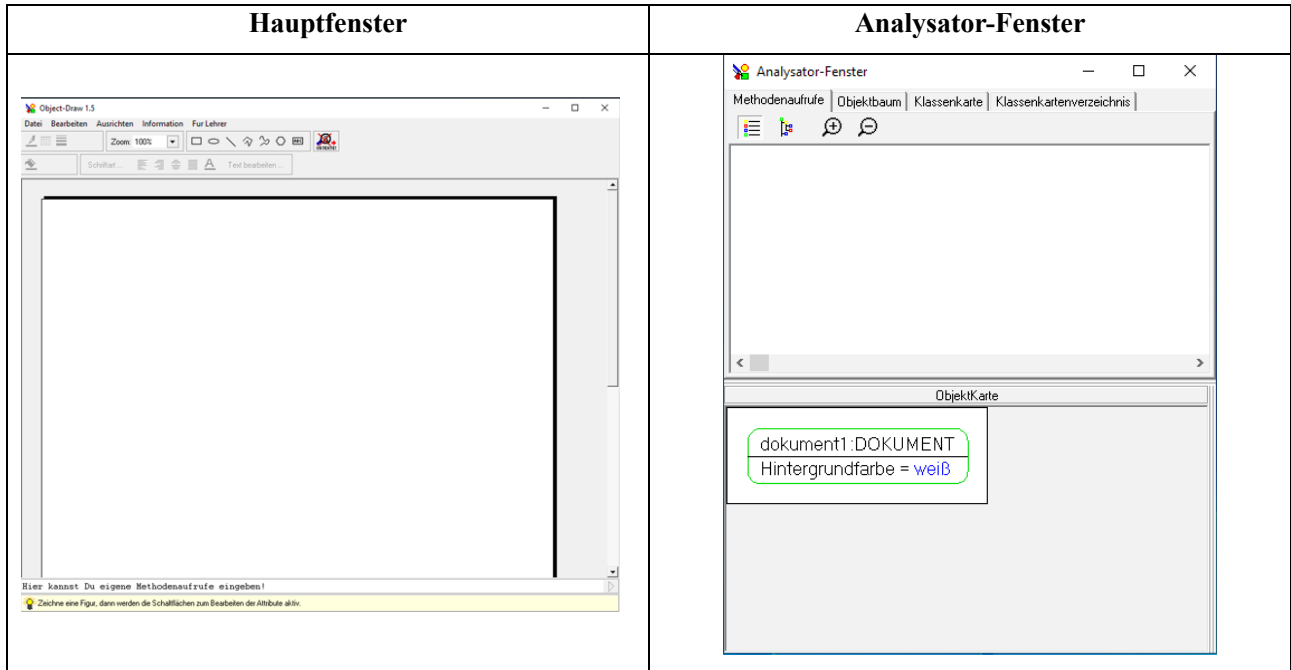 Hauptfenster
Analysator-Fenster
Object-Draw 1.5
Datei Bearbeiten Ausrichten Information Für Lehrer
Zoom: 100%
Schriftart ... A Text bearbeiten...
Hier kannst Du eigene Methodenaufrufe eingeben!
Zeichne eine Figur, dann werden die Schaltflächen zum Bearbeiten der Attribute aktiv.
Analysator-Fenster
Methodenaufrufe Objektbaum Klassenkarte Klassenkartenverzeichnis
ObjektKarte
dokument1:DOKUMENT
Hintergrundfarbe = weiß